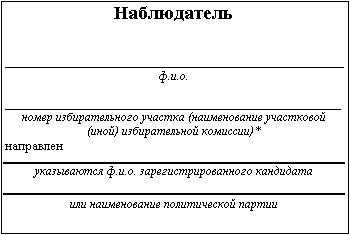 Наблюдатель
ф.и.о.
номер избирательного участка (наименование участковой
(иной) избирательной комиссии)*
направлен
указываются ф.и.о. зарегистрированного кандидата
или наименование политической партии